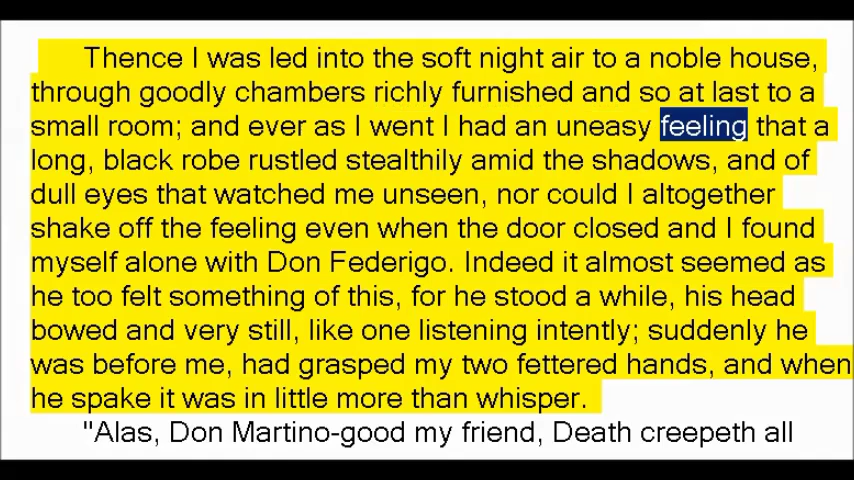 Thence I was led into the soft night air to a noble house,
through goodly chambers richly furnished and so at last to a
small room; and ever as I went I had an uneasy feeling that a
long, black robe rustled stealthily amid the shadows, and of
dull eyes that watched me unseen, nor could I altogether
shake off the feeling even when the door closed and I found
myself alone with Don Federigo. Indeed it almost seemed as
he too felt something of this, for he stood a while, his head
bowed and very still, like one listening intently; suddenly he
was before me, had grasped my two fettered hands, and when
he spake it was in little more than whisper.
"Alas, Don Martino-good my friend, Death creepeth all